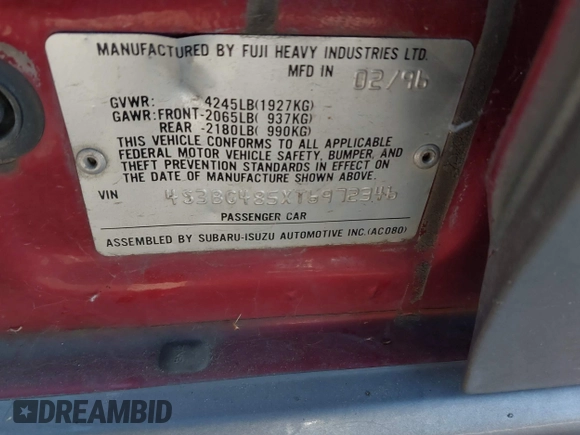 MANUFACTURED BY FUJI HEAVY INDUSTRIES LTD.
MFD IN 02/96
GVWR: 4245LB(1927KG)
GAWR:FRONT-2065LB( 937KG)
REAR -2180LB( 990KG)
THIS VEHICLE CONFORMS TO ALL APPLICABLE
FEDERAL MOTOR VEHICLE SAFETY, BUMPER, AND
THEFT PREVENTION STANDARDS IN EFFECT ON
THE DATE OF MANUFACTURE SHOWN ABOVE.
VIN 4S3BG485XT6972346
PASSENGER CAR
ASSEMBLED BY SUBARU-ISUZU AUTOMOTIVE INC.(AC080)
DREAMBID